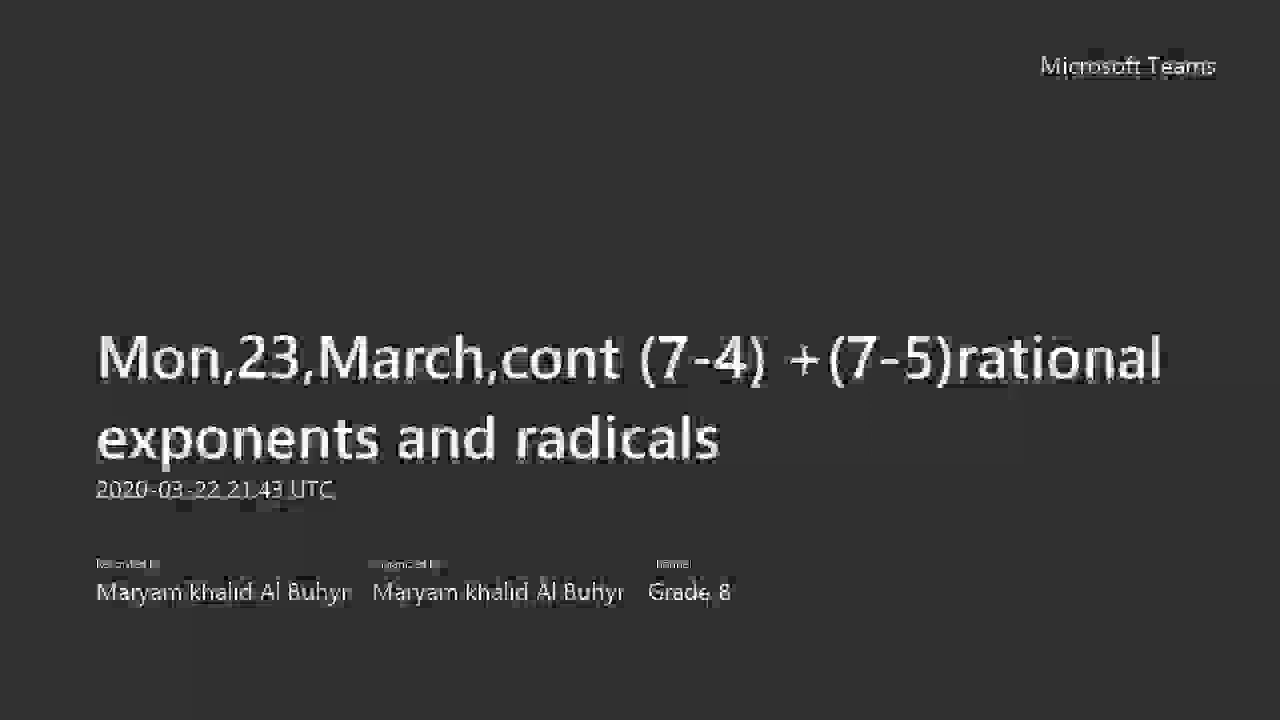 Microsoft Teams
Mon,23,March,cont (7-4) +(7-5)rational
exponents and radicals
2020-03-22 21:43 UTC
Maryam khalid Al Buhyr Maryam khalid Al Buhyr Grade 8